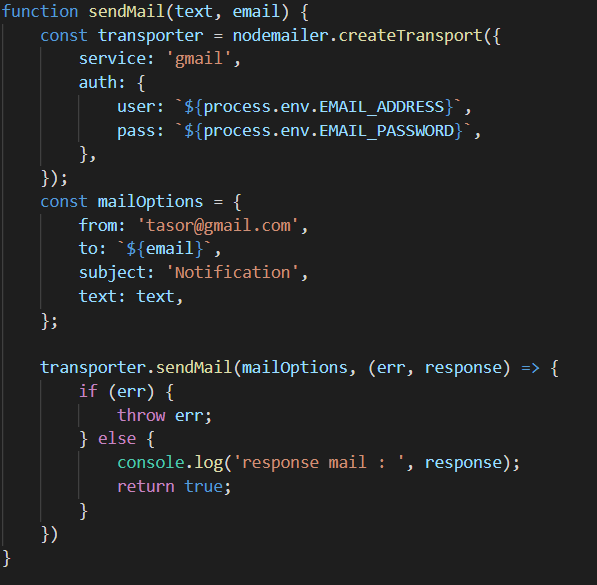 function sendMail(text, email) {
    const transporter = nodemailer.createTransport({
        service: 'gmail',
        auth: {
            user: `${process.env.EMAIL_ADDRESS}`,
            pass: `${process.env.EMAIL_PASSWORD}`,
        },
    });
    const mailOptions = {
        from: 'tasor@gmail.com',
        to: `${email}`,
        subject: 'Notification',
        text: text,
    };

    transporter.sendMail(mailOptions, (err, response) => {
        if (err) {
            throw err;
        } else {
            console.log('response mail : ', response);
            return true;
        }
    })
}